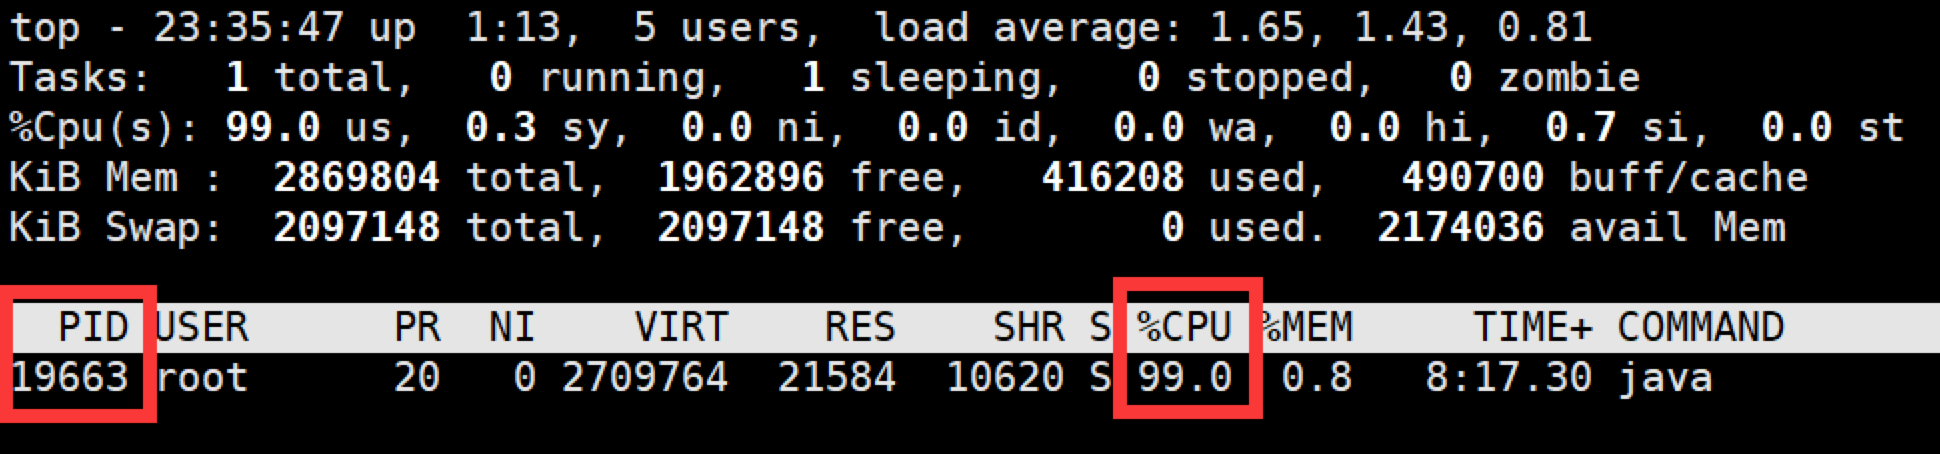 top - 23:35:47 up  1:13,  5 users,  load average: 1.65, 1.43, 0.81
Tasks:   1 total,   0 running,   1 sleeping,   0 stopped,   0 zombie
%Cpu(s): 99.0 us,  0.3 sy,  0.0 ni,  0.0 id,  0.0 wa,  0.0 hi,  0.7 si,  0.0 st
KiB Mem :  2869804 total,  1962896 free,   416208 used,   490700 buff/cache
KiB Swap:  2097148 total,  2097148 free,        0 used.  2174036 avail Mem
  PID USER      PR  NI    VIRT    RES    SHR S %CPU %MEM     TIME+ COMMAND
19663 root      20   0 2709764  21584  10620 S 99.0  0.8   8:17.30 java